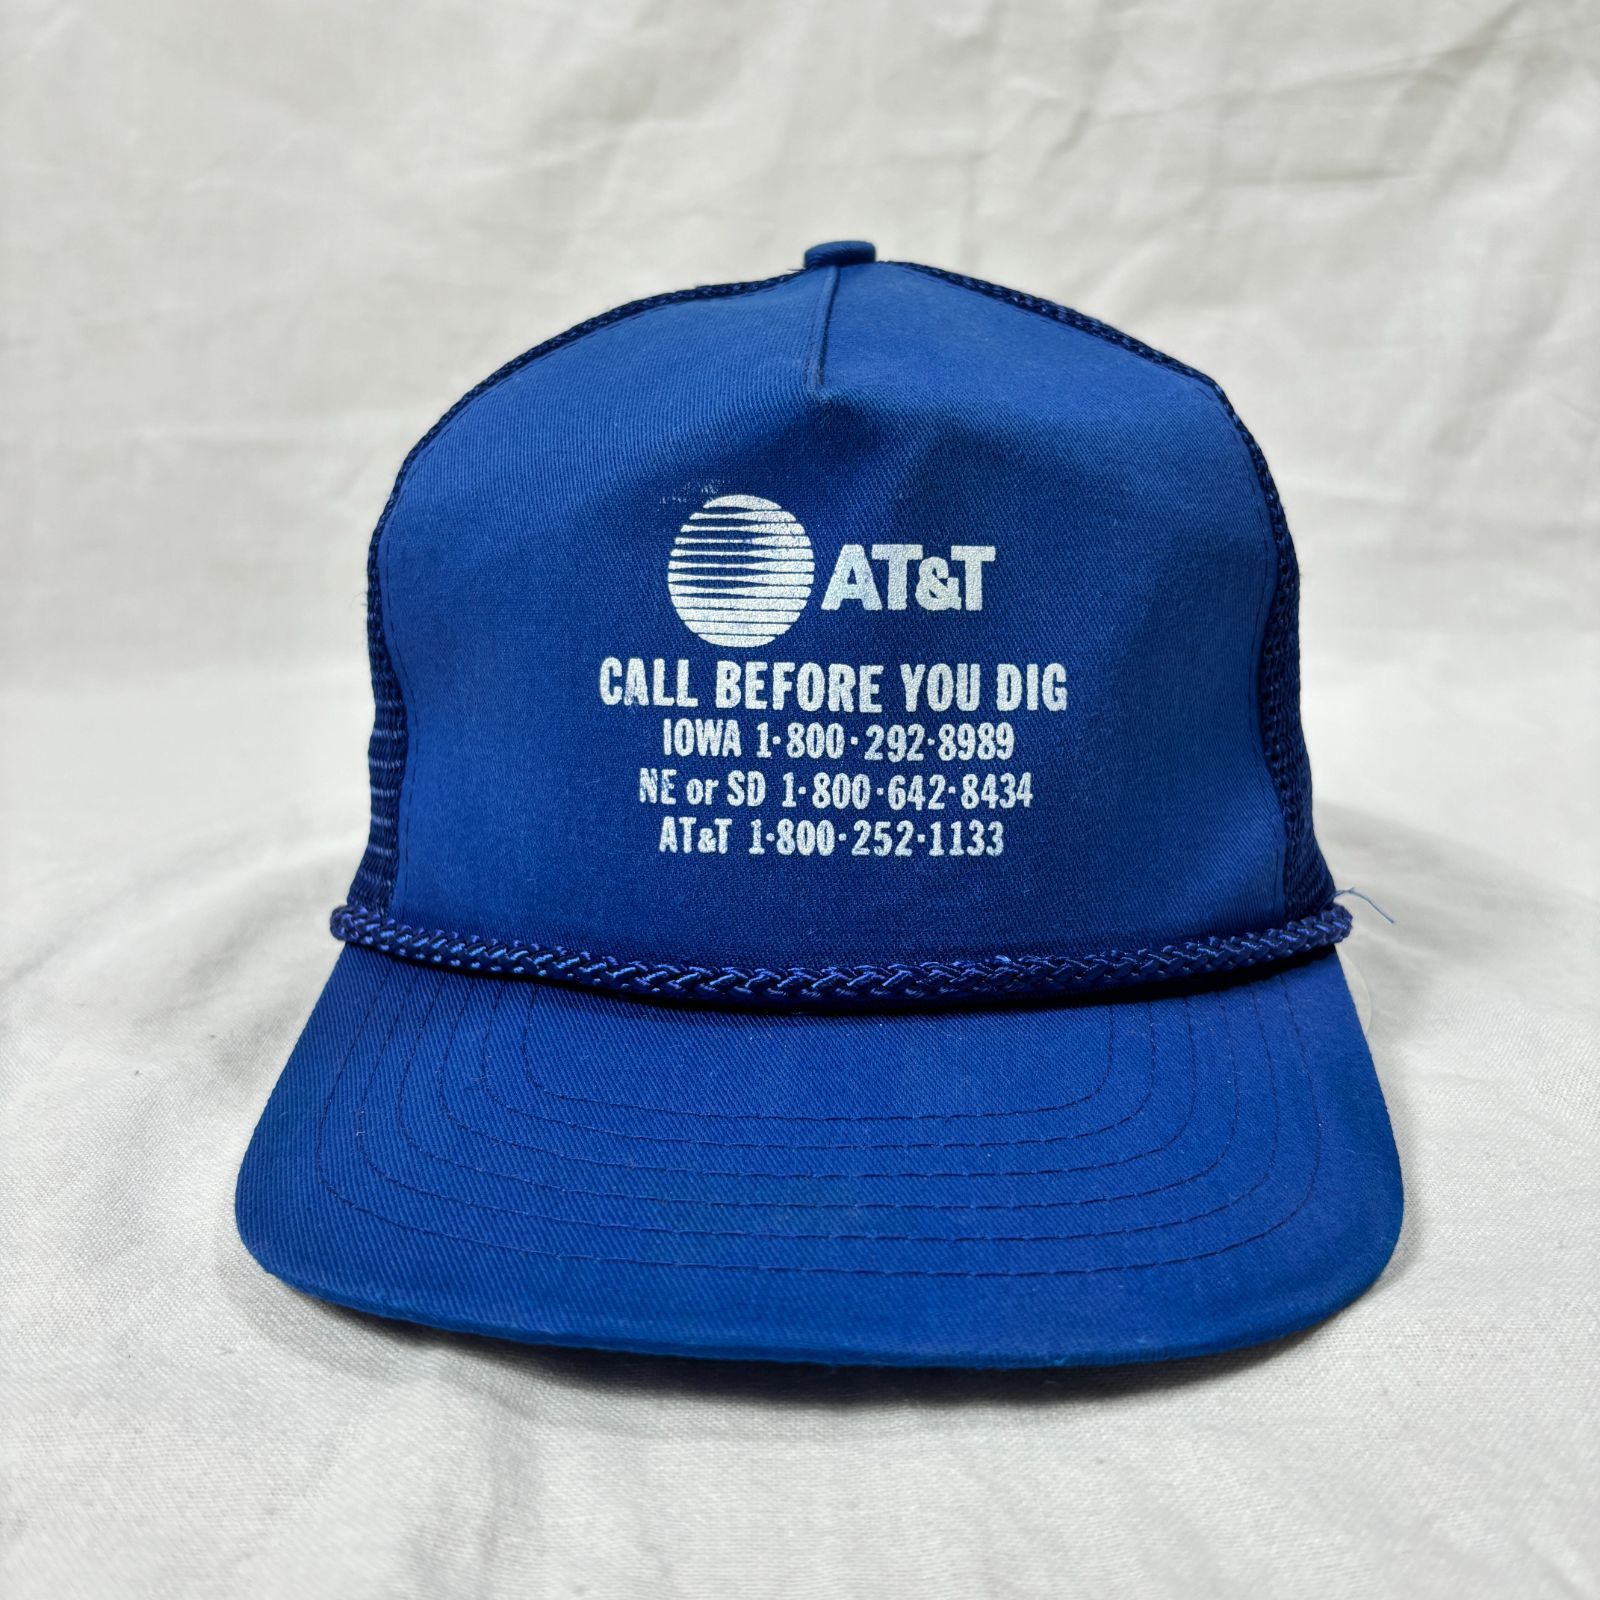 AT&T
CALL BEFORE YOU DIG
IOWA 1-800-292-8989
NE or SD 1-800-642-8434
AT&T 1-800-252-1133